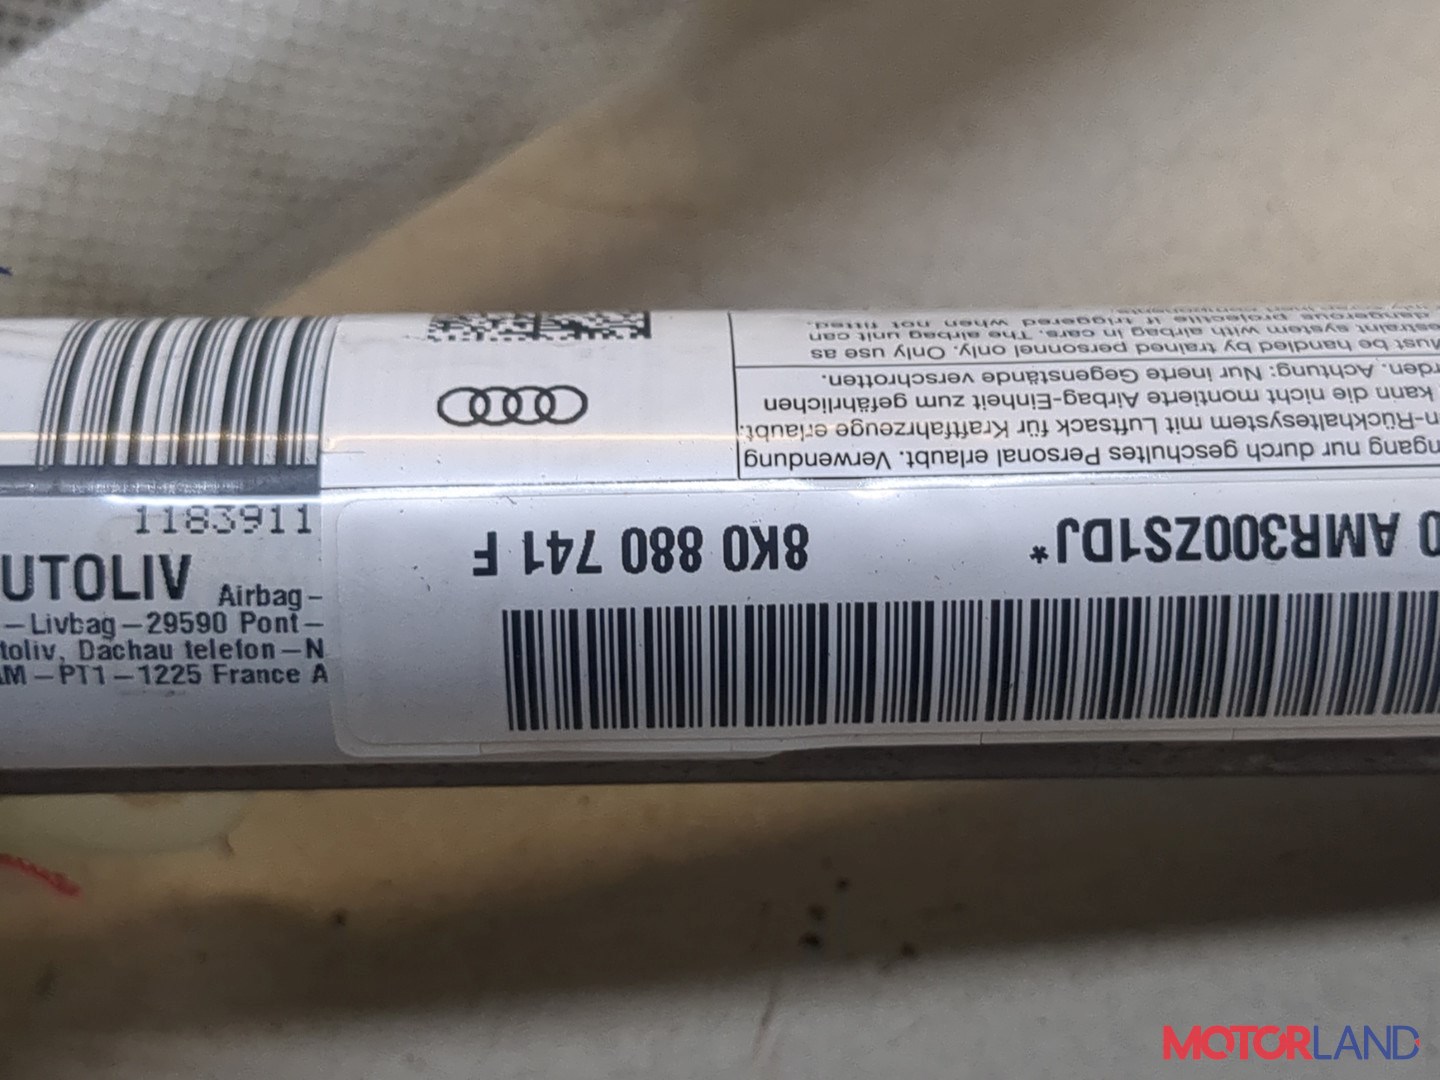 1183911
UTOLIV Airbag–
–Livbag–29590 Pont–
toliv, Dachau telefon–N
M–PT1–1225 France A
8K0 880 741 F
*AMR300ZS1DJ
ngang nur durch geschultes Personal erlaubt. Verwendung
n-Rückhaltesystem mit Luftsack für Kraftfahrzeuge erlaubt.
kann die nicht montierte Airbag-Einheit zum gefährlichen
rden. Achtung: Nur inerte Gegenstände verschrotten.
Must be handled by trained personnel only. Only use as
estraint system with airbag in cars. The airbag unit can
dangerous projectile if triggered when not fitted.
MOTORLAND